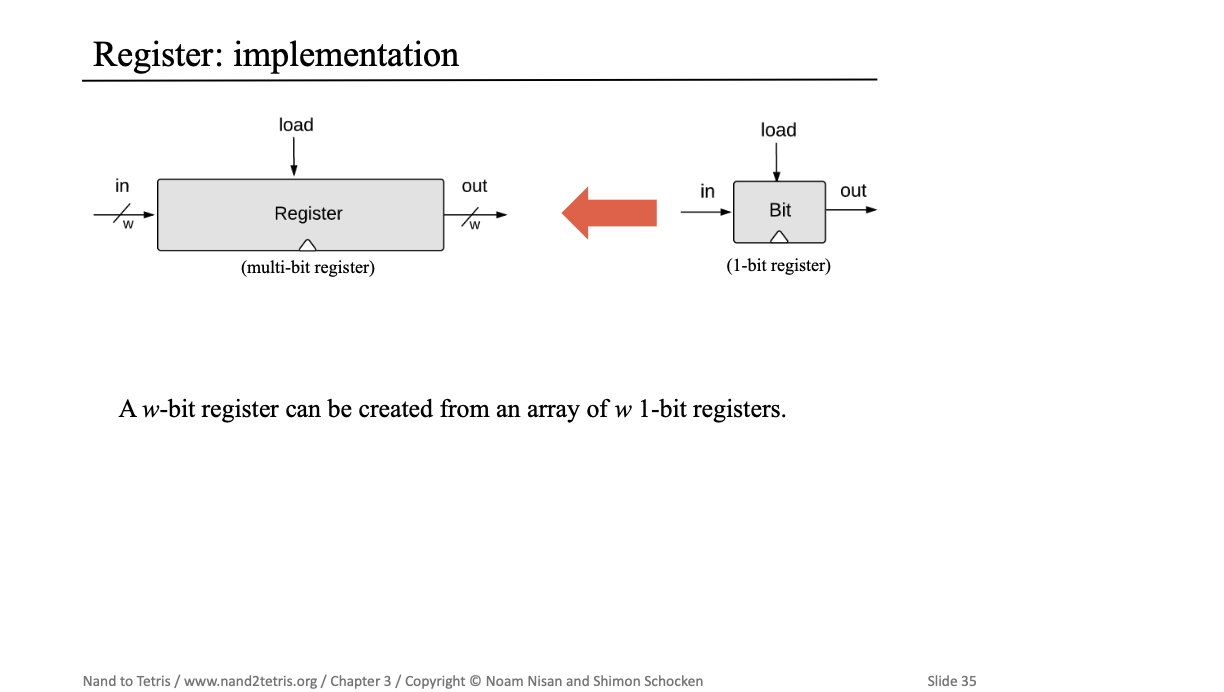 Register: implementation
load
in
w
Register
out
w
(multi-bit register)
load
in
Bit
out
(1-bit register)
A w-bit register can be created from an array of w 1-bit registers.
Nand to Tetris / www.nand2tetris.org / Chapter 3 / Copyright © Noam Nisan and Shimon Schocken
Slide 35